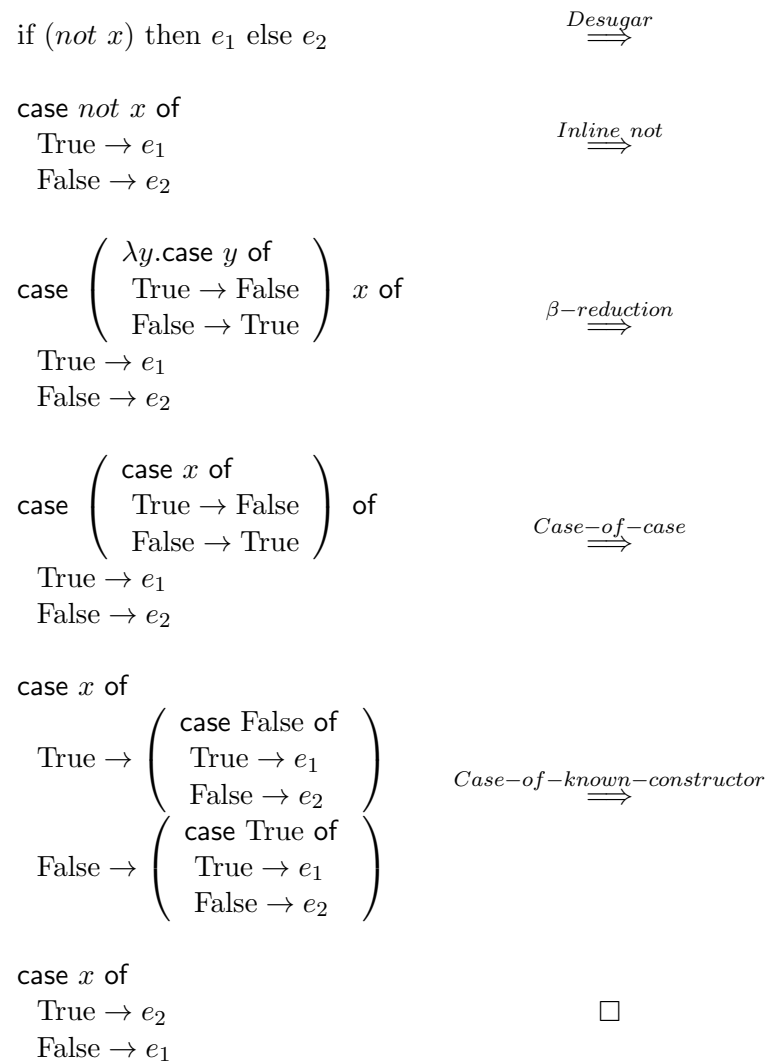 if (not x) then e₁ else e₂ Desugar ⟹
case not x of
True → e₁ Inline not ⟹
False → e₂
λy.case y of
case ( True → False ) x of β−reduction ⟹
False → True
True → e₁
False → e₂
case x of
case ( True → False ) of Case−of−case ⟹
False → True
True → e₁
False → e₂
case x of
case False of
True → ( True → e₁ ) Case−of−known−constructor ⟹
False → e₂
case True of
False → ( True → e₁ )
False → e₂
case x of
True → e₂ □
False → e₁